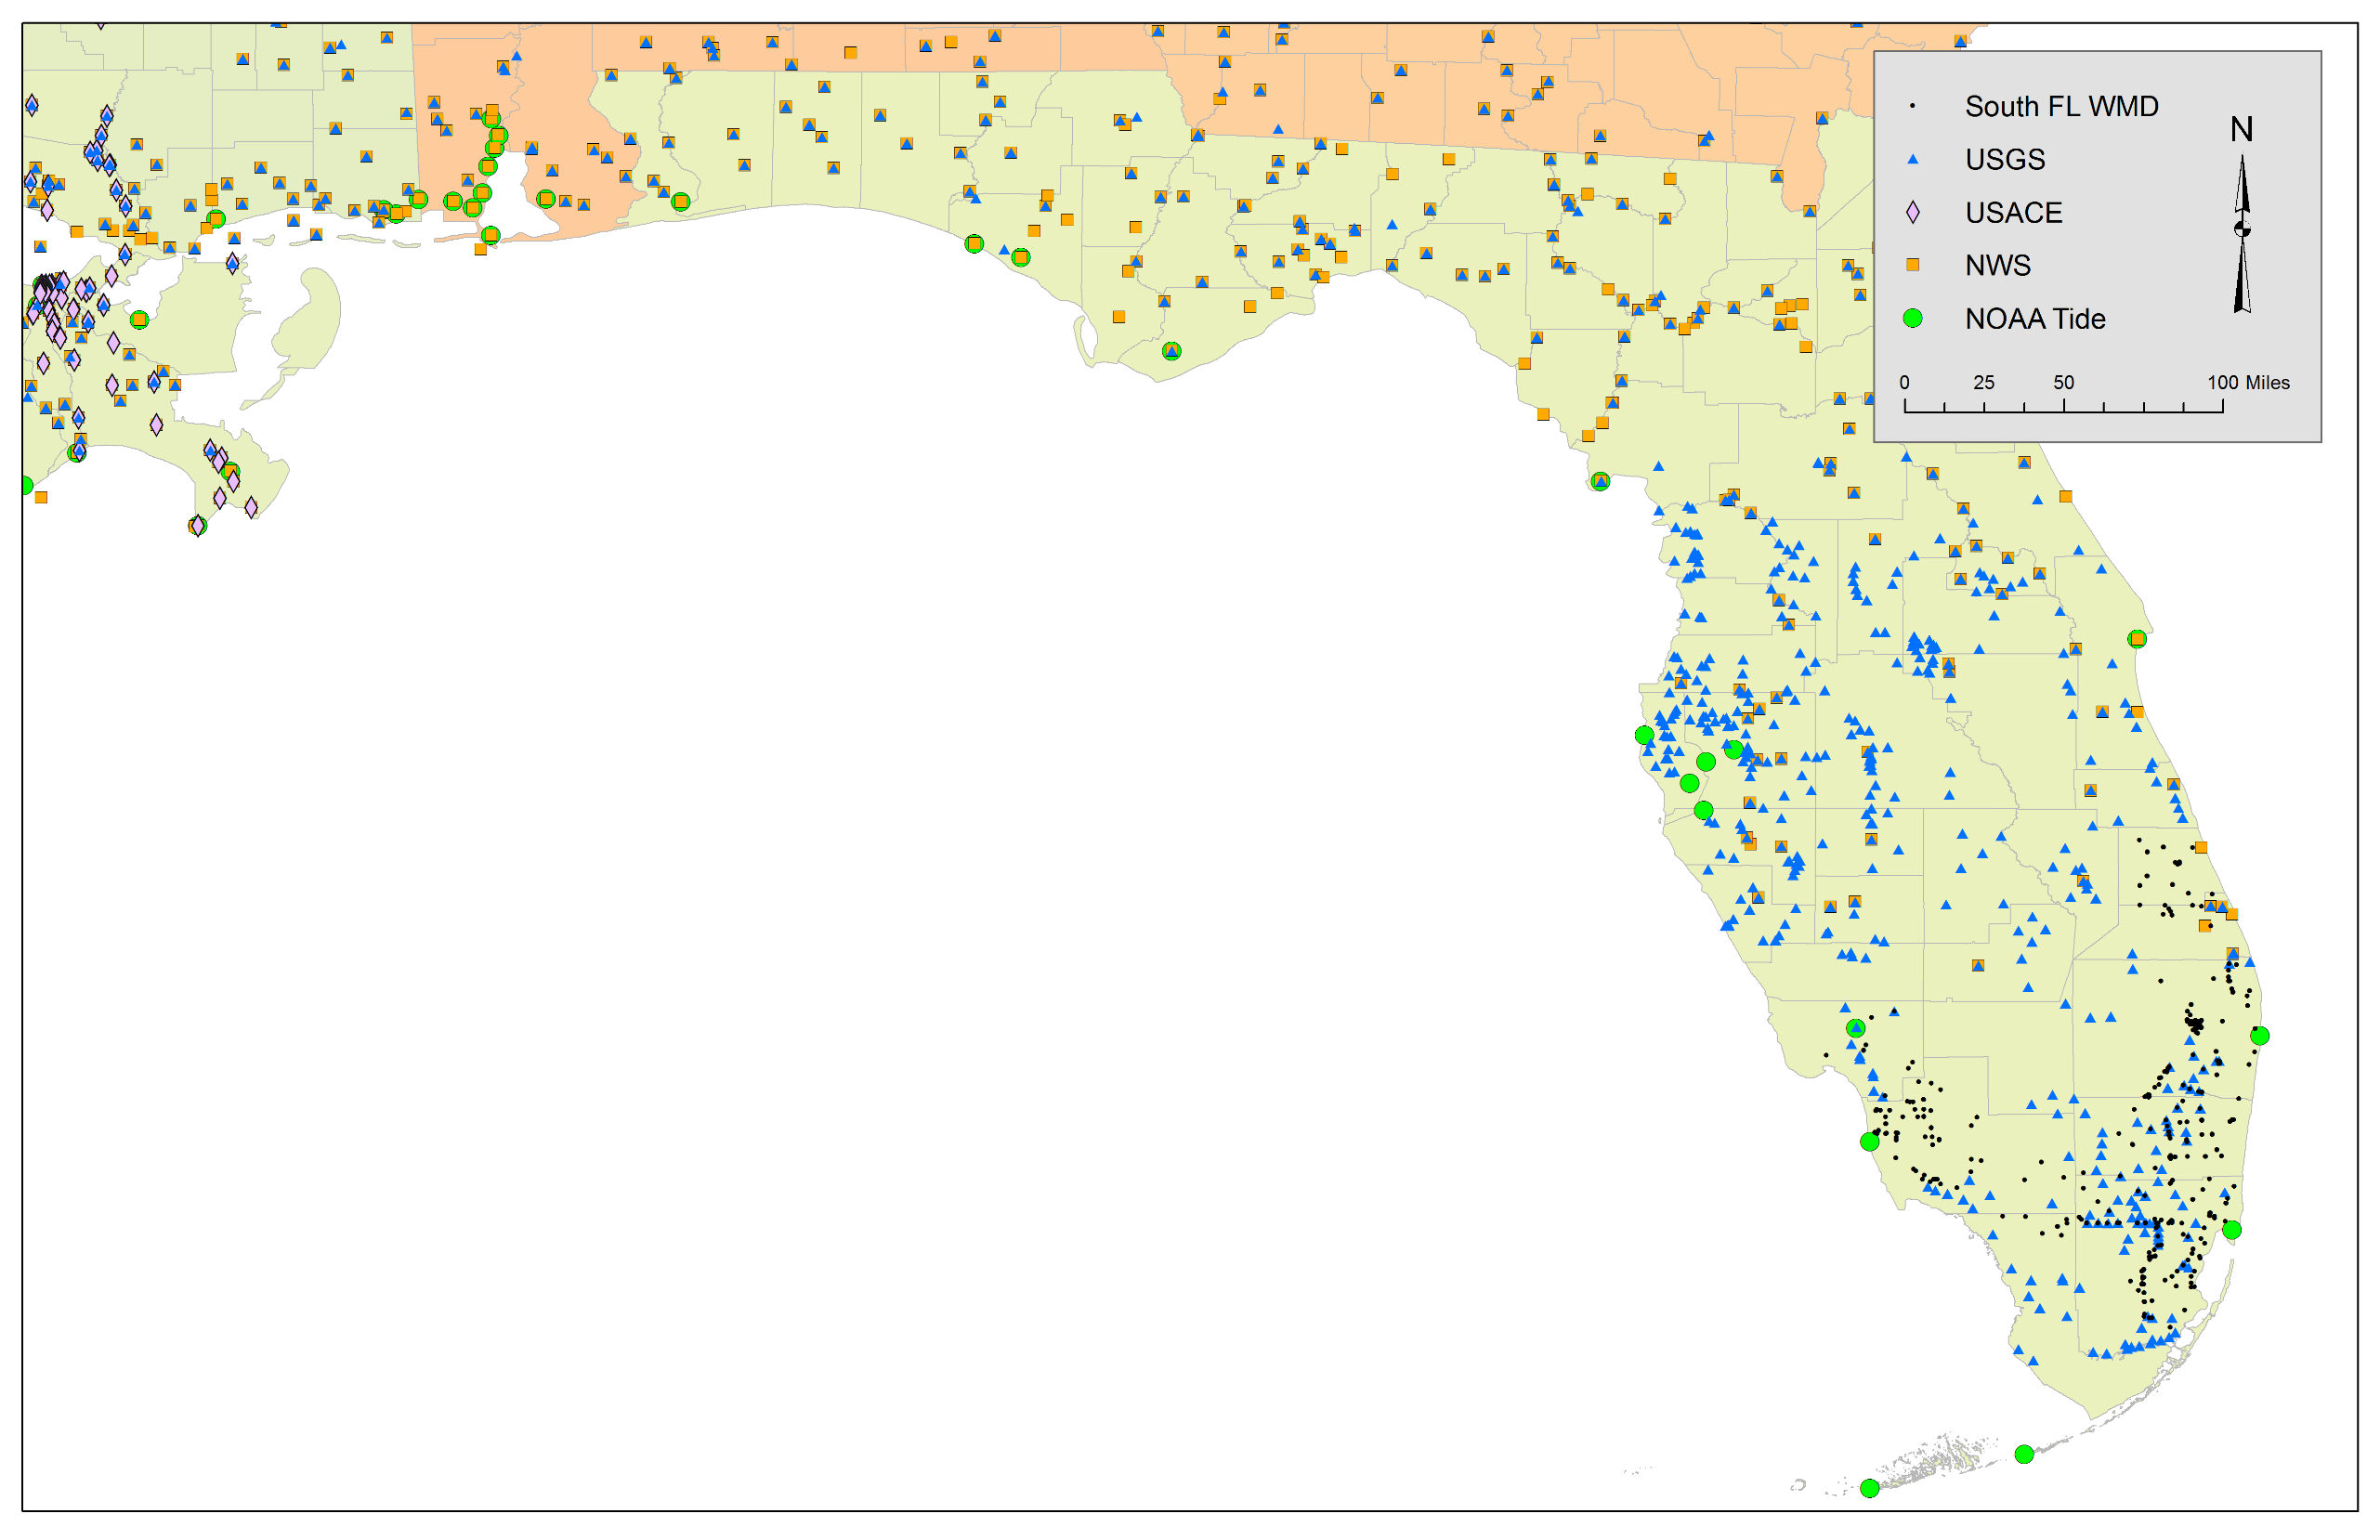 South FL WMD
USGS
USACE
NWS
NOAA Tide
N
0 25 50 100 Miles